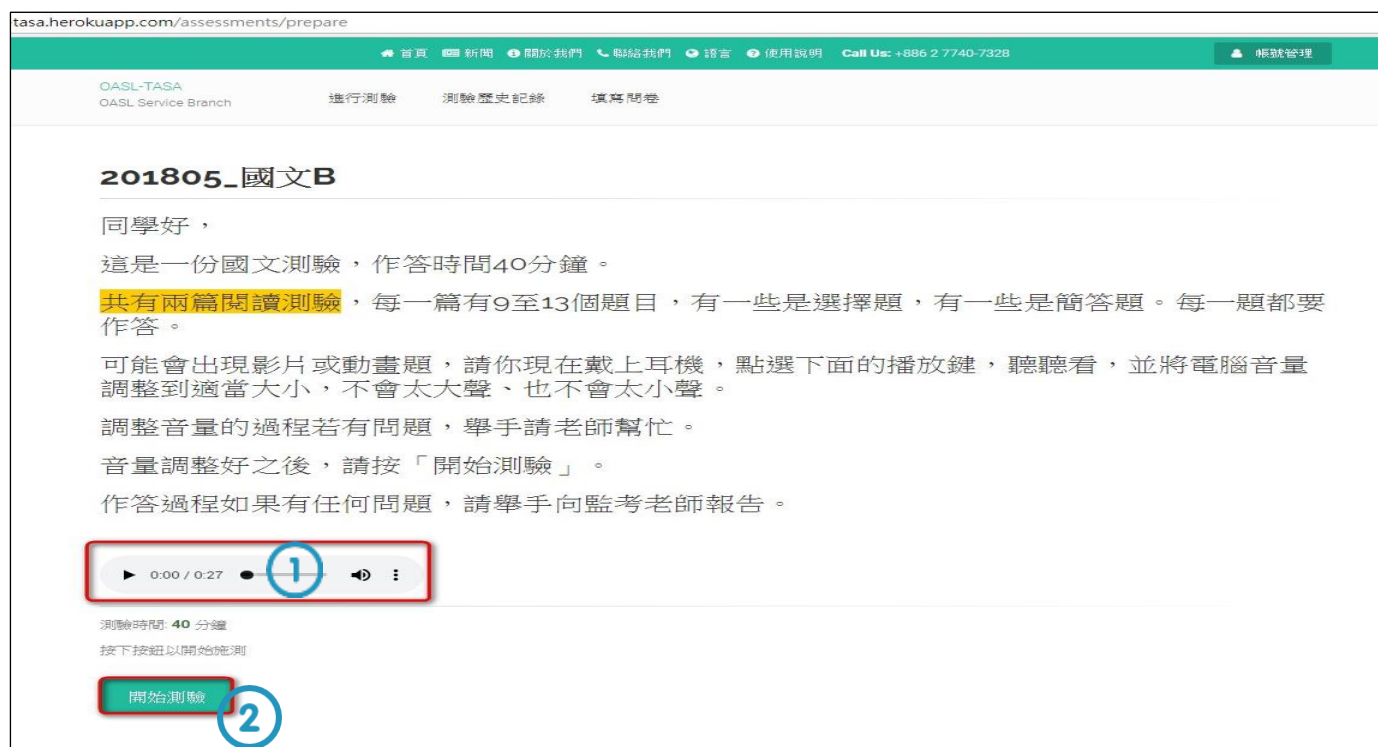 tasa.herokuapp.com/assessments/prepare
首頁 新聞 關於我們 聯絡我們 語言 使用說明 Call Us: +886 2 7740-7328 帳號管理
OASL-TASA
OASL Service Branch 進行測驗 測驗歷史記錄 填寫問卷
201805_國文B
同學好，
這是一份國文測驗，作答時間40分鐘。
共有兩篇閱讀測驗，每一篇有9至13個題目，有一些是選擇題，有一些是簡答題。每一題都要
作答。
可能會出現影片或動畫題，請你現在戴上耳機，點選下面的播放鍵，聽聽看，並將電腦音量
調整到適當大小，不會太大聲、也不會太小聲。
調整音量的過程若有問題，舉手請老師幫忙。
音量調整好之後，請按「開始測驗」。
作答過程如果有任何問題，請舉手向監考老師報告。
0:00 / 0:27 1
測驗時間: 40 分鐘
按下按鈕以開始施測
開始測驗 2